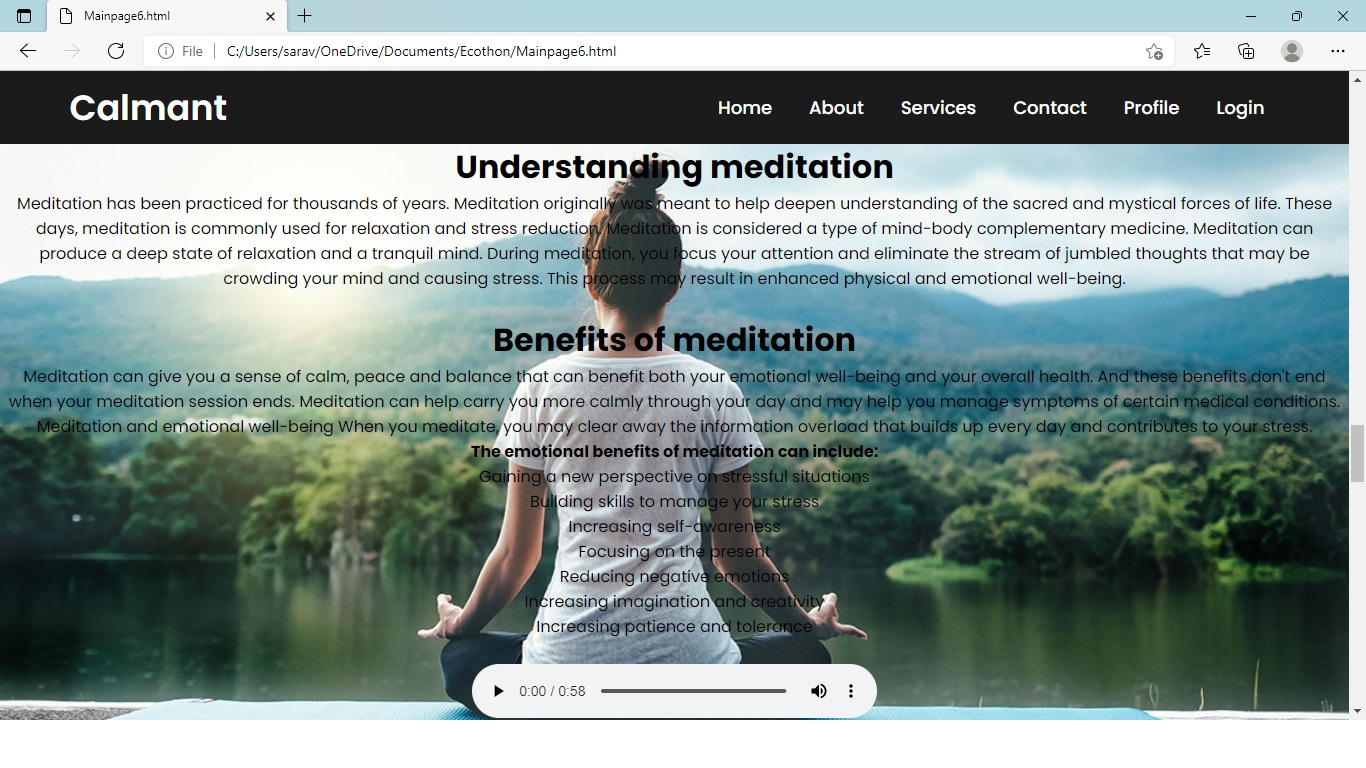 Mainpage6.html
File
C:/Users/sarav/OneDrive/Documents/Ecothon/Mainpage6.html
Calmant
Home About Services Contact Profile Login
Understanding meditation
Meditation has been practiced for thousands of years. Meditation originally was meant to help deepen understanding of the sacred and mystical forces of life. These
days, meditation is commonly used for relaxation and stress reduction. Meditation is considered a type of mind-body complementary medicine. Meditation can
produce a deep state of relaxation and a tranquil mind. During meditation, you focus your attention and eliminate the stream of jumbled thoughts that may be
crowding your mind and causing stress. This process may result in enhanced physical and emotional well-being.
Benefits of meditation
Meditation can give you a sense of calm, peace and balance that can benefit both your emotional well-being and your overall health. And these benefits don't end
when your meditation session ends. Meditation can help carry you more calmly through your day and may help you manage symptoms of certain medical conditions.
Meditation and emotional well-being When you meditate, you may clear away the information overload that builds up every day and contributes to your stress.
The emotional benefits of meditation can include:
Gaining a new perspective on stressful situations
Building skills to manage your stress
Increasing self-awareness
Focusing on the present
Reducing negative emotions
Increasing imagination and creativity
Increasing patience and tolerance
0:00 / 0:58